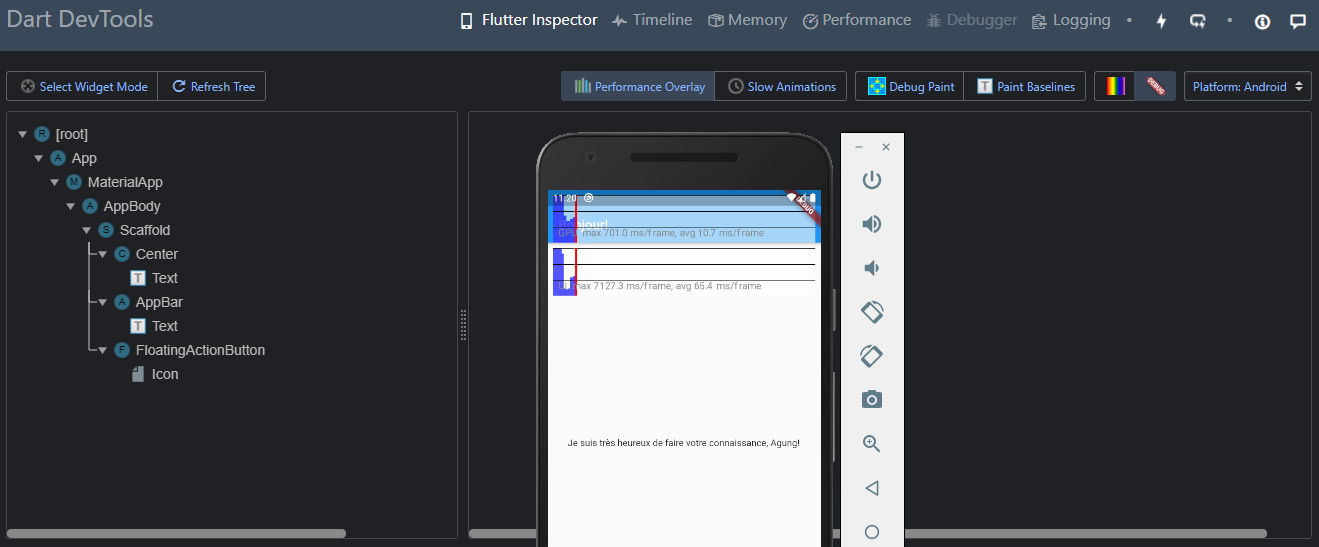 Dart DevTools
Flutter Inspector Timeline Memory Performance Debugger Logging
Select Widget Mode Refresh Tree
Performance Overlay Slow Animations Debug Paint Paint Baselines DEBUG Platform: Android
R [root]
A App
M MaterialApp
A AppBody
S Scaffold
C Center
T Text
A AppBar
T Text
F FloatingActionButton
Icon
11:20
DEBUG
Bonjour!
GPU max 701.0 ms/frame, avg 10.7 ms/frame
UI max 7127.3 ms/frame, avg 65.4 ms/frame
Je suis très heureux de faire votre connaissance, Agung!